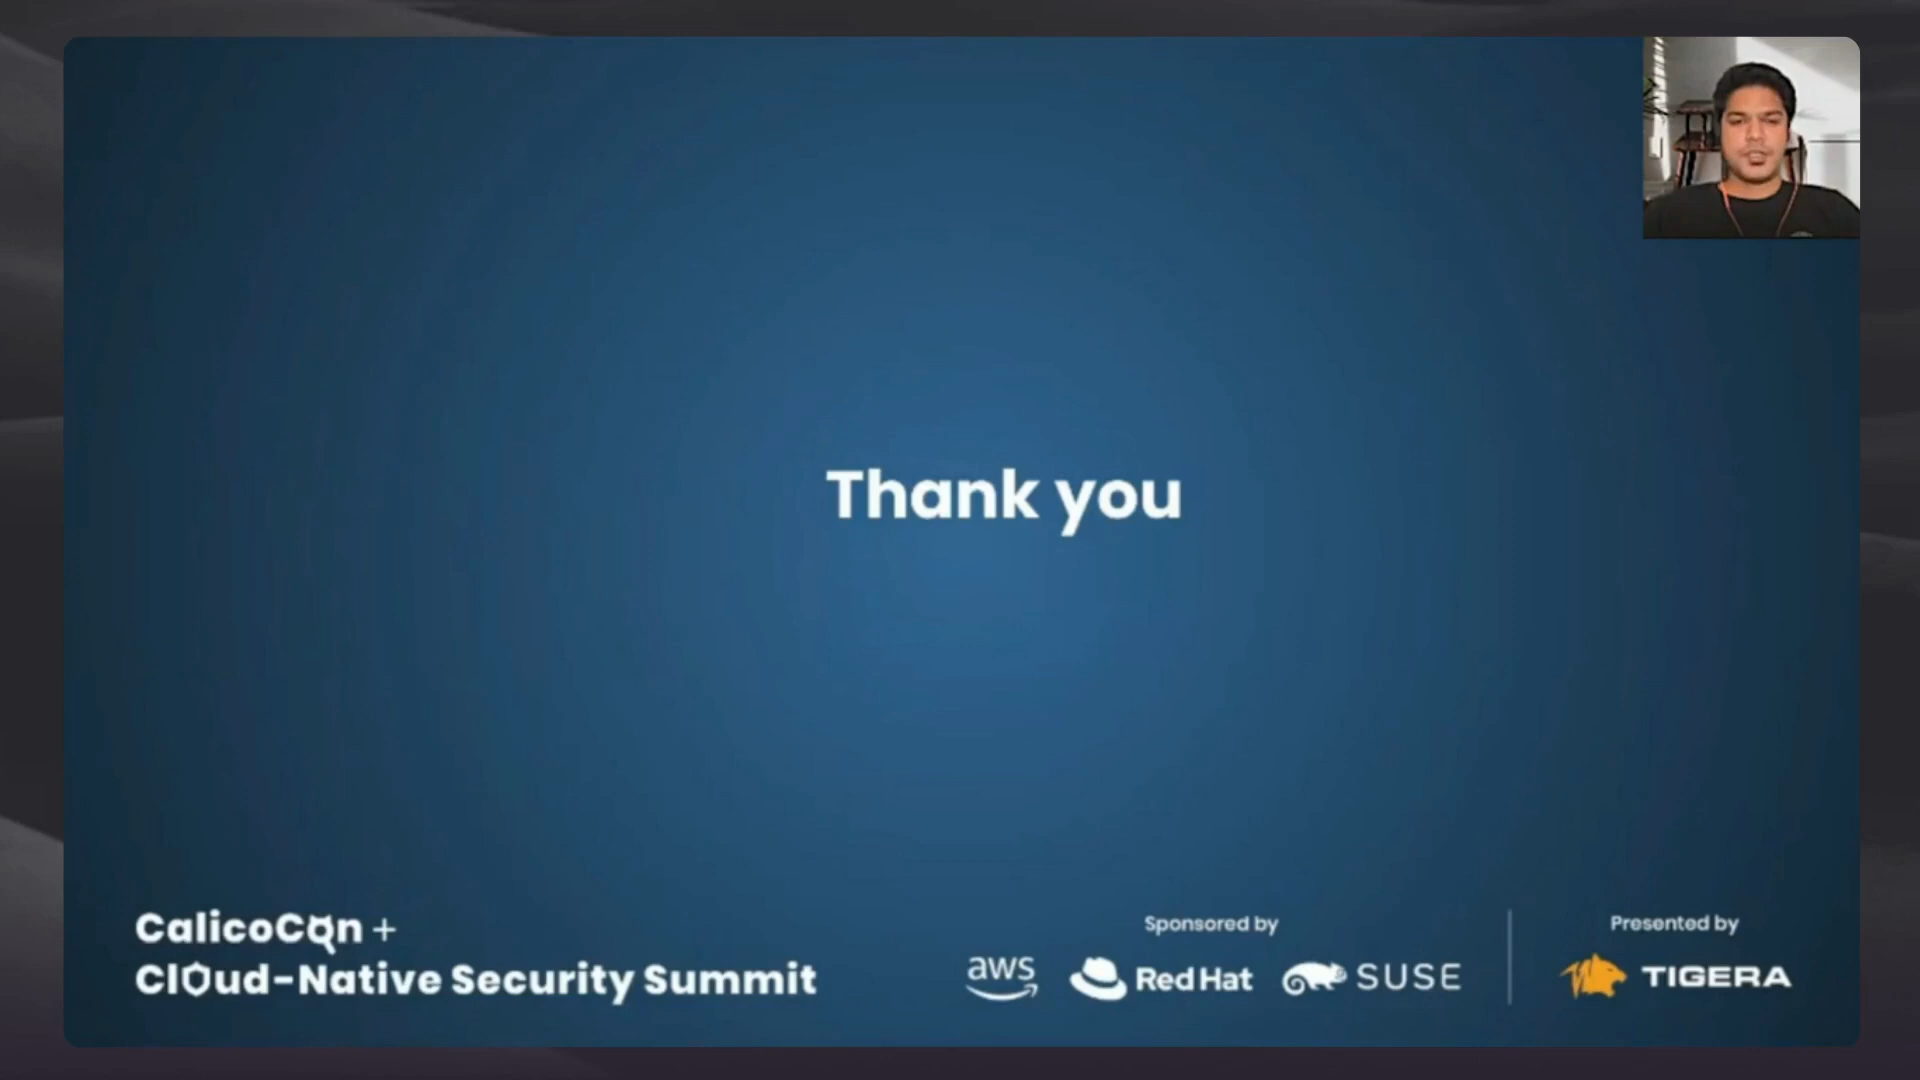 Thank you
CalicoCon +
Cloud-Native Security Summit
Sponsored by
aws
Red Hat
SUSE
Presented by
TIGERA